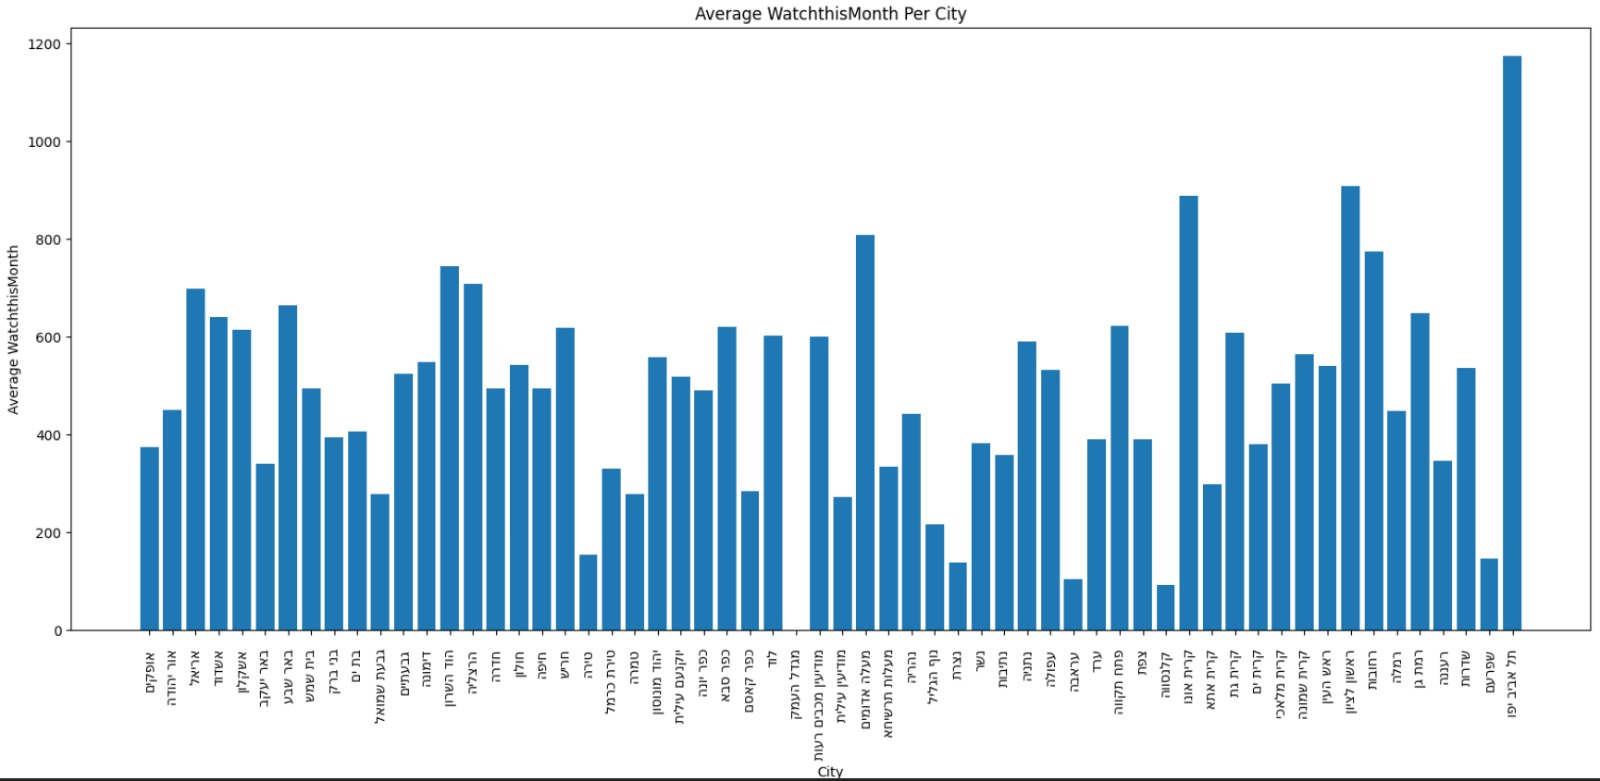 Average WatchthisMonth Per City
Average WatchthisMonth
1200
1000
800
600
400
200
0
אופקים
אור יהודה
אריאל
אשדוד
אשקלון
באר יעקב
באר שבע
בית שמש
בני ברק
בת ים
גבעת שמואל
גבעתיים
דימונה
הוד השרון
הרצליה
חדרה
חולון
חיפה
חריש
טירה
טירת כרמל
טמרה
יהוד מונוסון
יוקנעם עילית
כפר יונה
כפר סבא
כפר קאסם
לוד
מגדל העמק
מודיעין מכבים רעות
מודיעין עילית
מעלה אדומים
מעלות תרשיחא
נהריה
נוף הגליל
נצרת
נשר
נתיבות
נתניה
עפולה
עראבה
ערד
פתח תקווה
צפת
קלנסווה
קרית אונו
קרית אתא
קרית גת
קרית ים
קרית מלאכי
קרית שמונה
ראש העין
ראשון לציון
רחובות
רמלה
רמת גן
רעננה
שדרות
שפרעם
תל אביב יפו
City